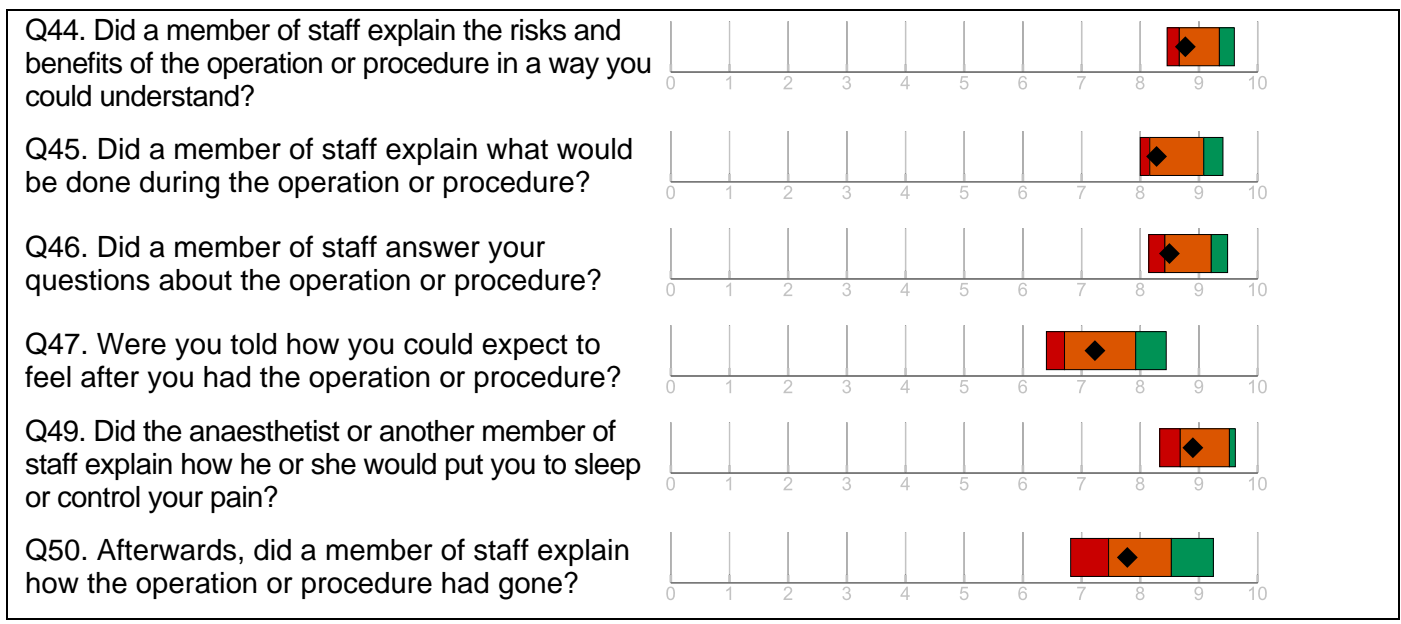 Q44. Did a member of staff explain the risks and
benefits of the operation or procedure in a way you
could understand?
0 1 2 3 4 5 6 7 8 9 10
Q45. Did a member of staff explain what would
be done during the operation or procedure?
0 1 2 3 4 5 6 7 8 9 10
Q46. Did a member of staff answer your
questions about the operation or procedure?
0 1 2 3 4 5 6 7 8 9 10
Q47. Were you told how you could expect to
feel after you had the operation or procedure?
0 1 2 3 4 5 6 7 8 9 10
Q49. Did the anaesthetist or another member of
staff explain how he or she would put you to sleep
or control your pain?
0 1 2 3 4 5 6 7 8 9 10
Q50. Afterwards, did a member of staff explain
how the operation or procedure had gone?
0 1 2 3 4 5 6 7 8 9 10